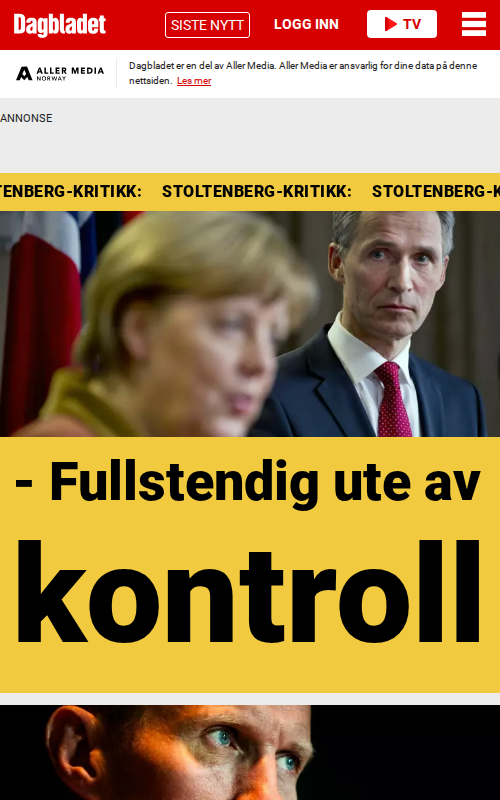 Dagbladet
SISTE NYTT
LOGG INN
TV
ALLER MEDIA
NORWAY
Dagbladet er en del av Aller Media. Aller Media er ansvarlig for dine data på denne
nettsiden. Les mer
ANNONSE
TENBERG-KRITIKK: STOLTENBERG-KRITIKK: STOLTENBERG-K
- Fullstendig ute av
kontroll